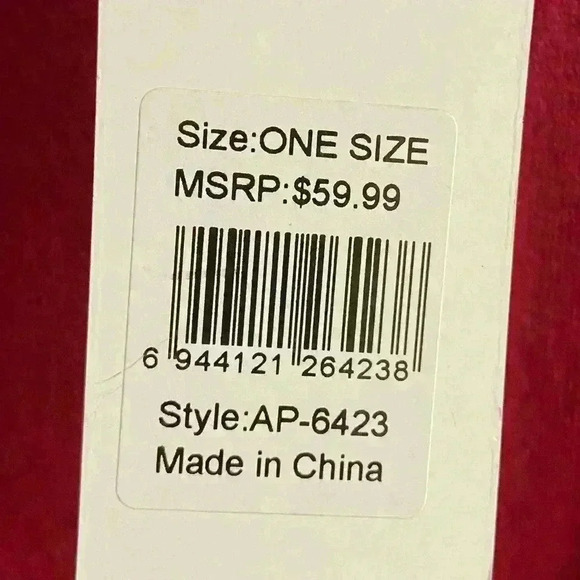 Size:ONE SIZE
MSRP:$59.99
6 944121 264238
Style:AP-6423
Made in China